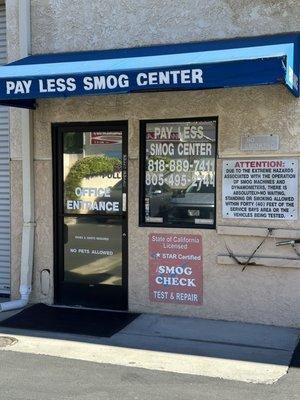 PAY LESS SMOG CENTER
PAY LESS
SMOG CENTER
818-889-7411
805-495-2741
OFFICE
ENTRANCE
NO PETS ALLOWED
ATTENTION:
DUE TO THE EXTREME HAZARDS
ASSOCIATED WITH THE OPERATION
OF SMOG MACHINES AND
DYNAMOMETERS, THERE IS
ABSOLUTELY-NO WAITING,
STANDING OR SMOKING ALLOWED
WITHIN FORTY (40) FEET OF THE
SERVICE BAYS AREA OR THE
VEHICLES BEING TESTED.
State of California
Licensed
★ STAR Certified
SMOG
CHECK
TEST & REPAIR